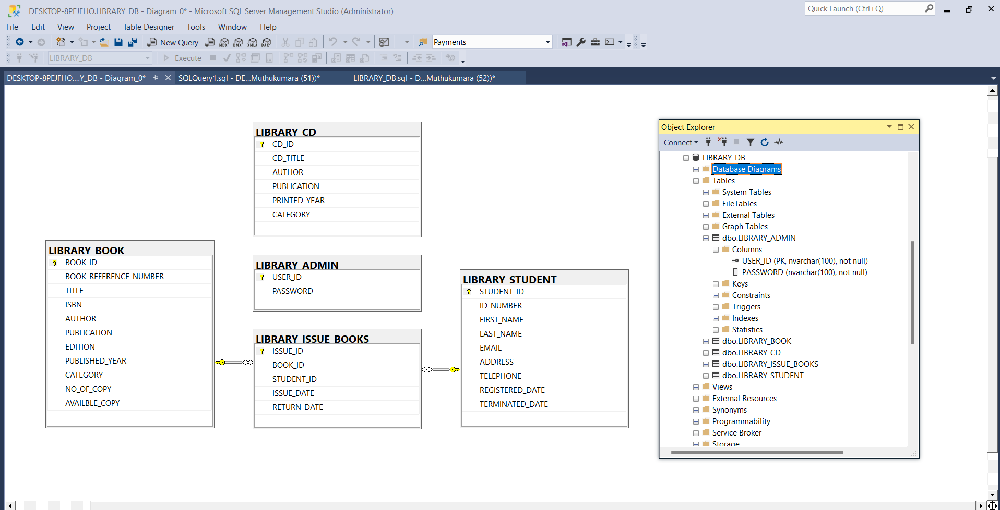 DESKTOP-8PEJFHO.LIBRARY_DB - Diagram_0* - Microsoft SQL Server Management Studio (Administrator)
Quick Launch (Ctrl+Q)
File Edit View Project Table Designer Tools Window Help
New Query MDX DMX XMLA DAX Payments
LIBRARY_DB Execute
DESKTOP-8PEJFHO....Y_DB - Diagram_0* SQLQuery1.sql - DE...Muthukumara (51))* LIBRARY_DB.sql - D...Muthukumara (52))*
LIBRARY_CD
CD_ID
CD_TITLE
AUTHOR
PUBLICATION
PRINTED_YEAR
CATEGORY
LIBRARY_BOOK
BOOK_ID
BOOK_REFERENCE_NUMBER
TITLE
ISBN
AUTHOR
PUBLICATION
EDITION
PUBLISHED_YEAR
CATEGORY
NO_OF_COPY
AVAILBLE_COPY
LIBRARY_ADMIN
USER_ID
PASSWORD
LIBRARY_ISSUE_BOOKS
ISSUE_ID
BOOK_ID
STUDENT_ID
ISSUE_DATE
RETURN_DATE
LIBRARY_STUDENT
STUDENT_ID
ID_NUMBER
FIRST_NAME
LAST_NAME
EMAIL
ADDRESS
TELEPHONE
REGISTERED_DATE
TERMINATED_DATE
Object Explorer
Connect
LIBRARY_DB
Database Diagrams
Tables
System Tables
FileTables
External Tables
Graph Tables
dbo.LIBRARY_ADMIN
Columns
USER_ID (PK, nvarchar(100), not null)
PASSWORD (nvarchar(100), not null)
Keys
Constraints
Triggers
Indexes
Statistics
dbo.LIBRARY_BOOK
dbo.LIBRARY_CD
dbo.LIBRARY_ISSUE_BOOKS
dbo.LIBRARY_STUDENT
Views
External Resources
Synonyms
Programmability
Service Broker
Storage